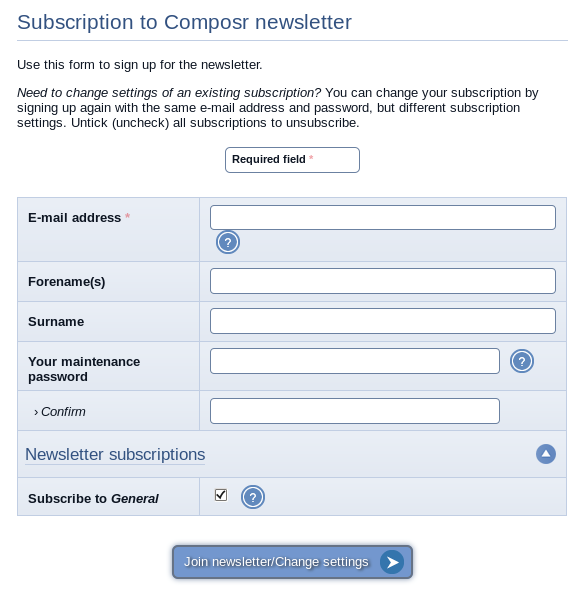 Subscription to Composr newsletter
Use this form to sign up for the newsletter.
Need to change settings of an existing subscription? You can change your subscription by
signing up again with the same e-mail address and password, but different subscription
settings. Untick (uncheck) all subscriptions to unsubscribe.
Required field *
E-mail address *
?
Forename(s)
Surname
Your maintenance
password
?
› Confirm
Newsletter subscriptions
Subscribe to General
?
Join newsletter/Change settings